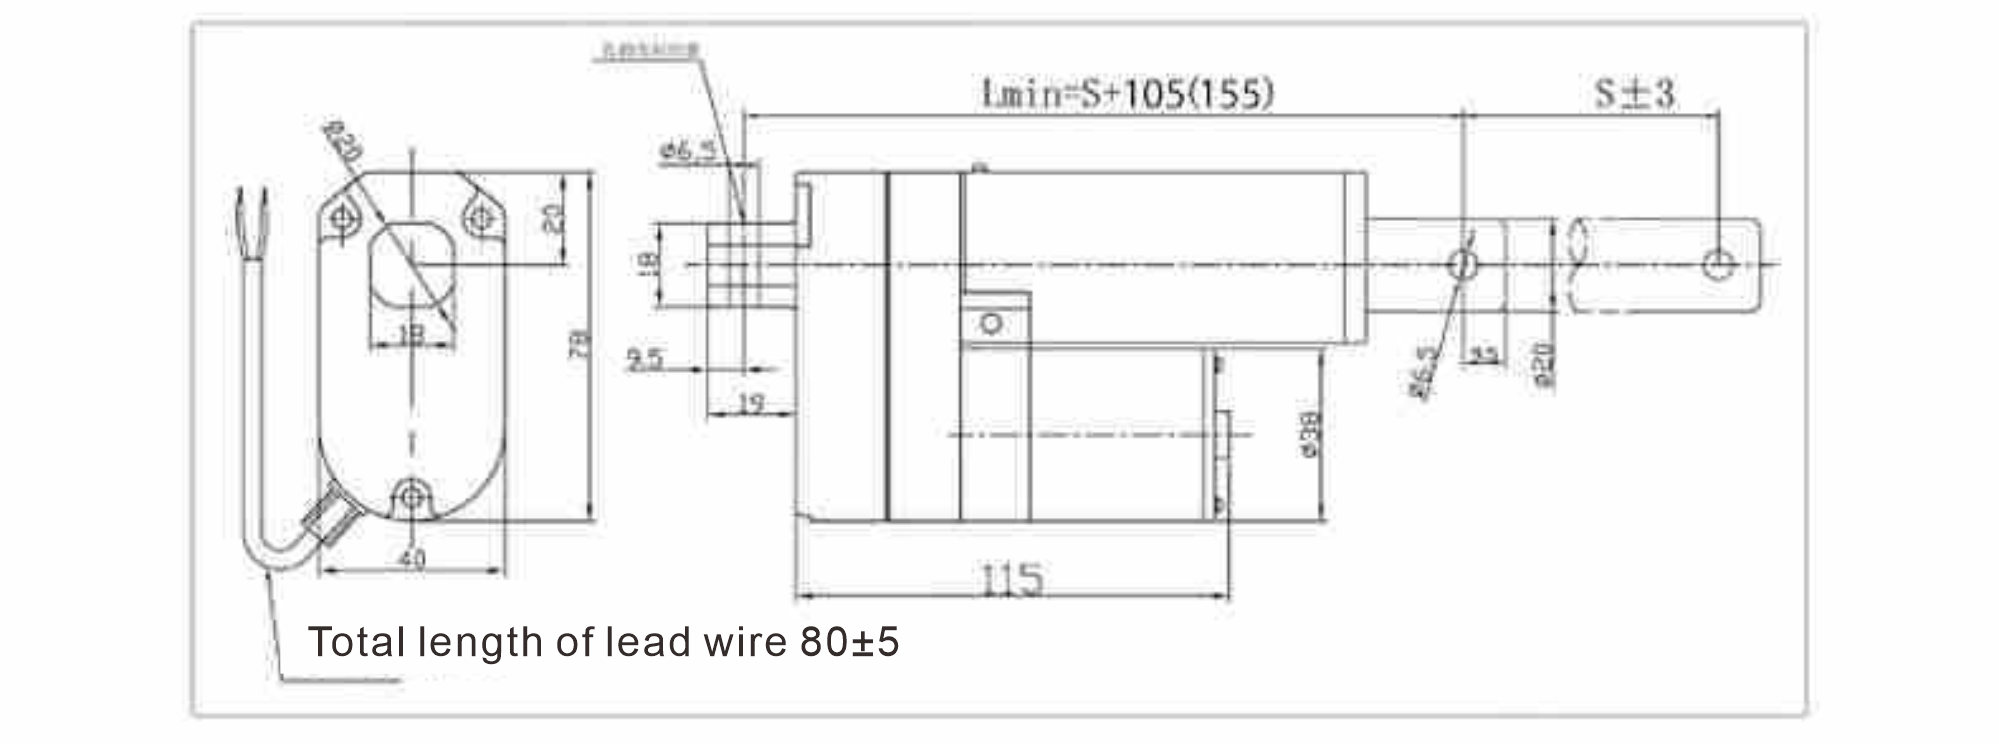 Lmin=S+105(155)
S±3
ø20
ø6.5
20
18
18
78
9.5
19
ø6.5
ø20
ø38
40
115
Total length of lead wire 80±5